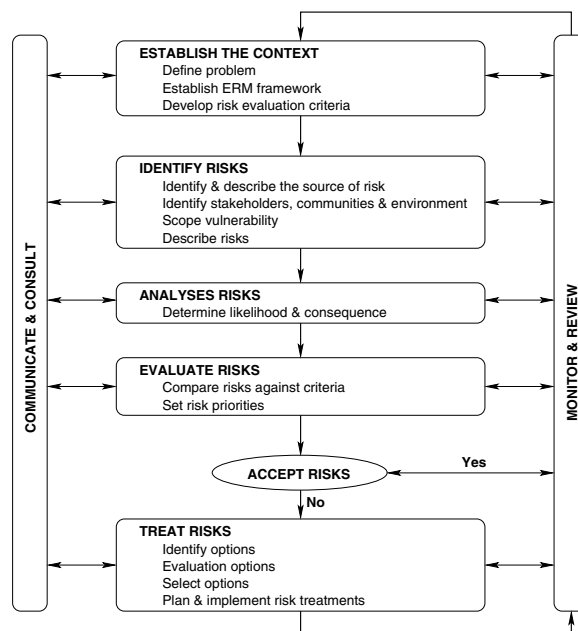 ESTABLISH THE CONTEXT
Define problem
Establish ERM framework
Develop risk evaluation criteria
IDENTIFY RISKS
Identify & describe the source of risk
Identify stakeholders, communities & environment
Scope vulnerability
Describe risks
ANALYSES RISKS
Determine likelihood & consequence
EVALUATE RISKS
Compare risks against criteria
Set risk priorities
ACCEPT RISKS
Yes
No
TREAT RISKS
Identify options
Evaluation options
Select options
Plan & implement risk treatments
COMMUNICATE & CONSULT
MONITOR & REVIEW